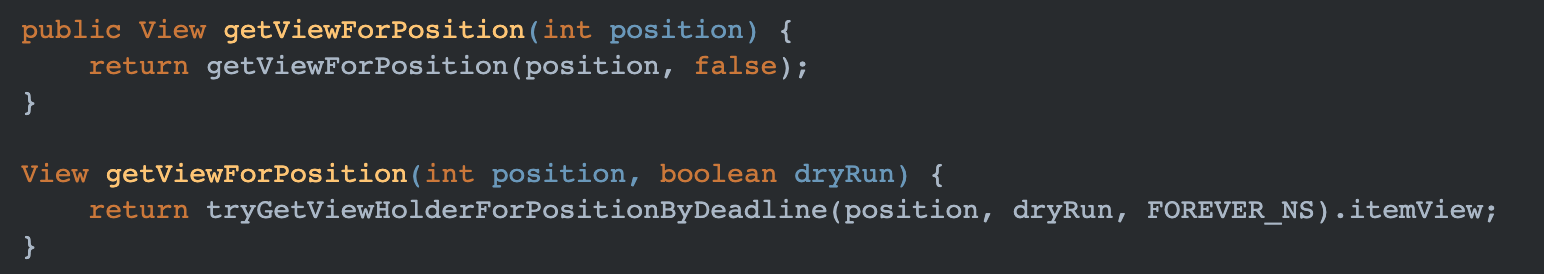 public View getViewForPosition(int position) {
    return getViewForPosition(position, false);
}

View getViewForPosition(int position, boolean dryRun) {
    return tryGetViewHolderForPositionByDeadline(position, dryRun, FOREVER_NS).itemView;
}